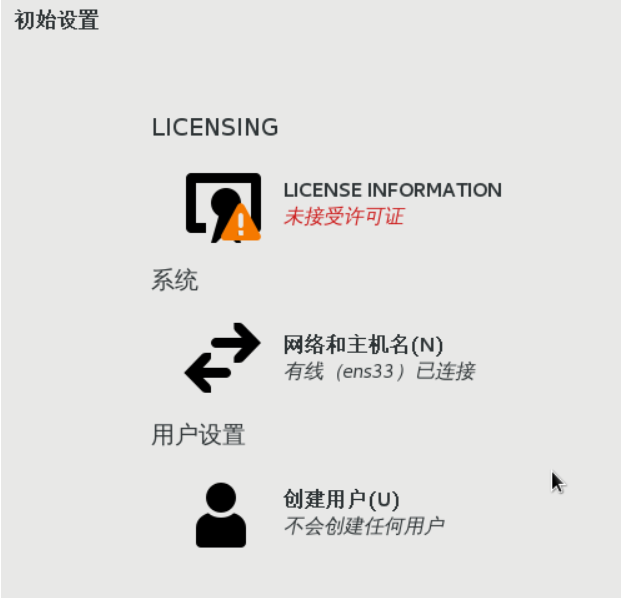 初始设置
LICENSING
LICENSE INFORMATION
未接受许可证
系统
网络和主机名(N)
有线（ens33）已连接
用户设置
创建用户(U)
不会创建任何用户